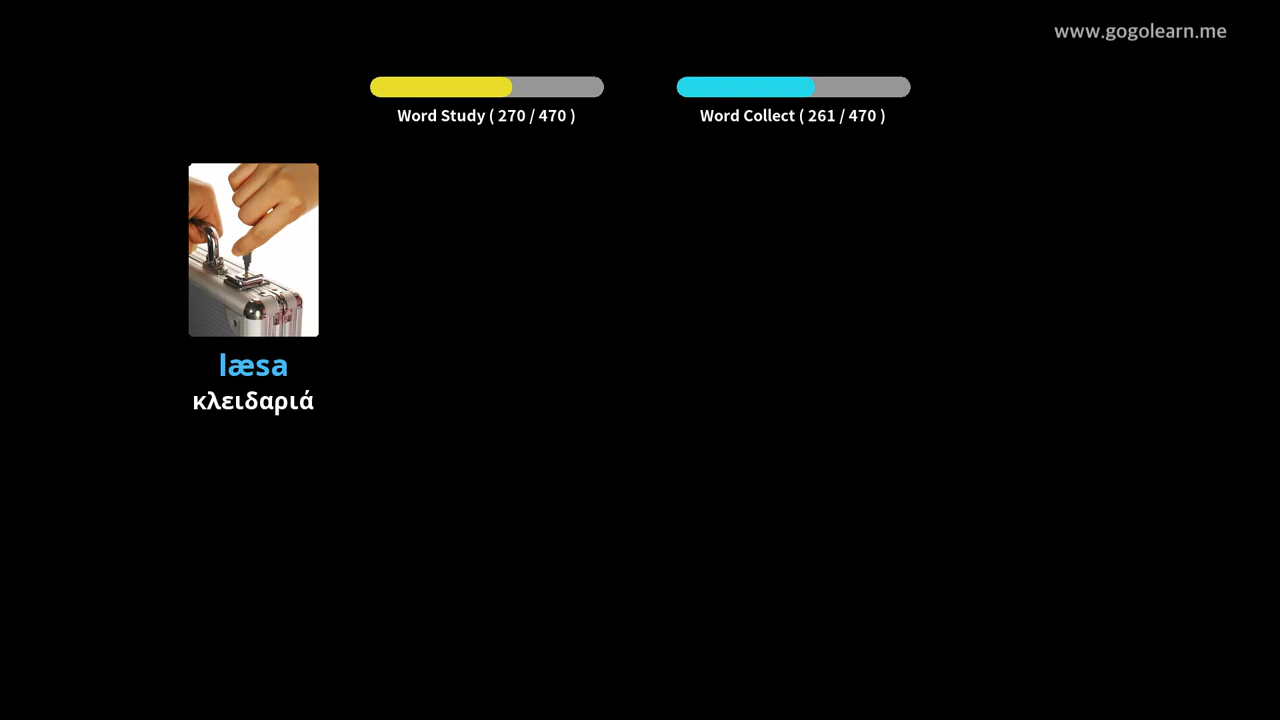 www.gogolearn.me
Word Study ( 270 / 470 )
Word Collect ( 261 / 470 )
læsa
κλειδαριά